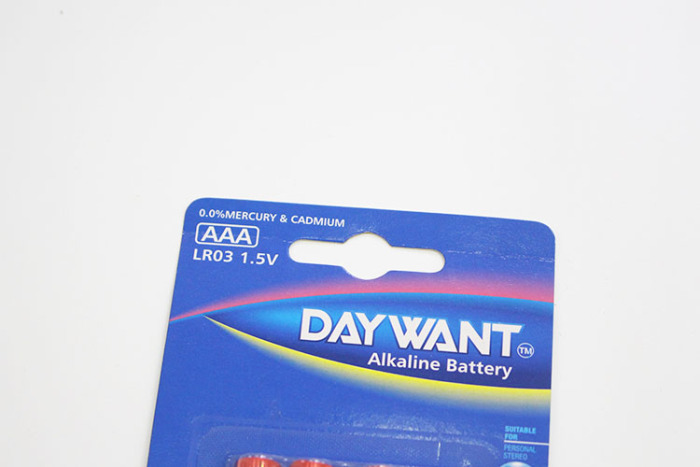 0.0%MERCURY & CADMIUM
AAA
LR03 1.5V
DAYWANT
TM
Alkaline Battery
SUITABLE
FOR
PERSONAL
STEREO